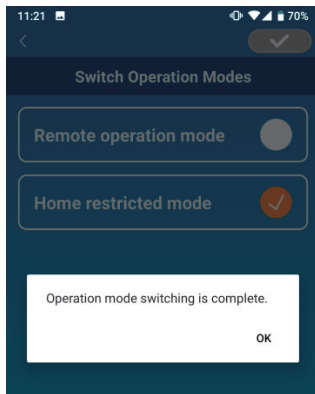 11:21 70%
Switch Operation Modes
Remote operation mode
Home restricted mode
Operation mode switching is complete.
OK